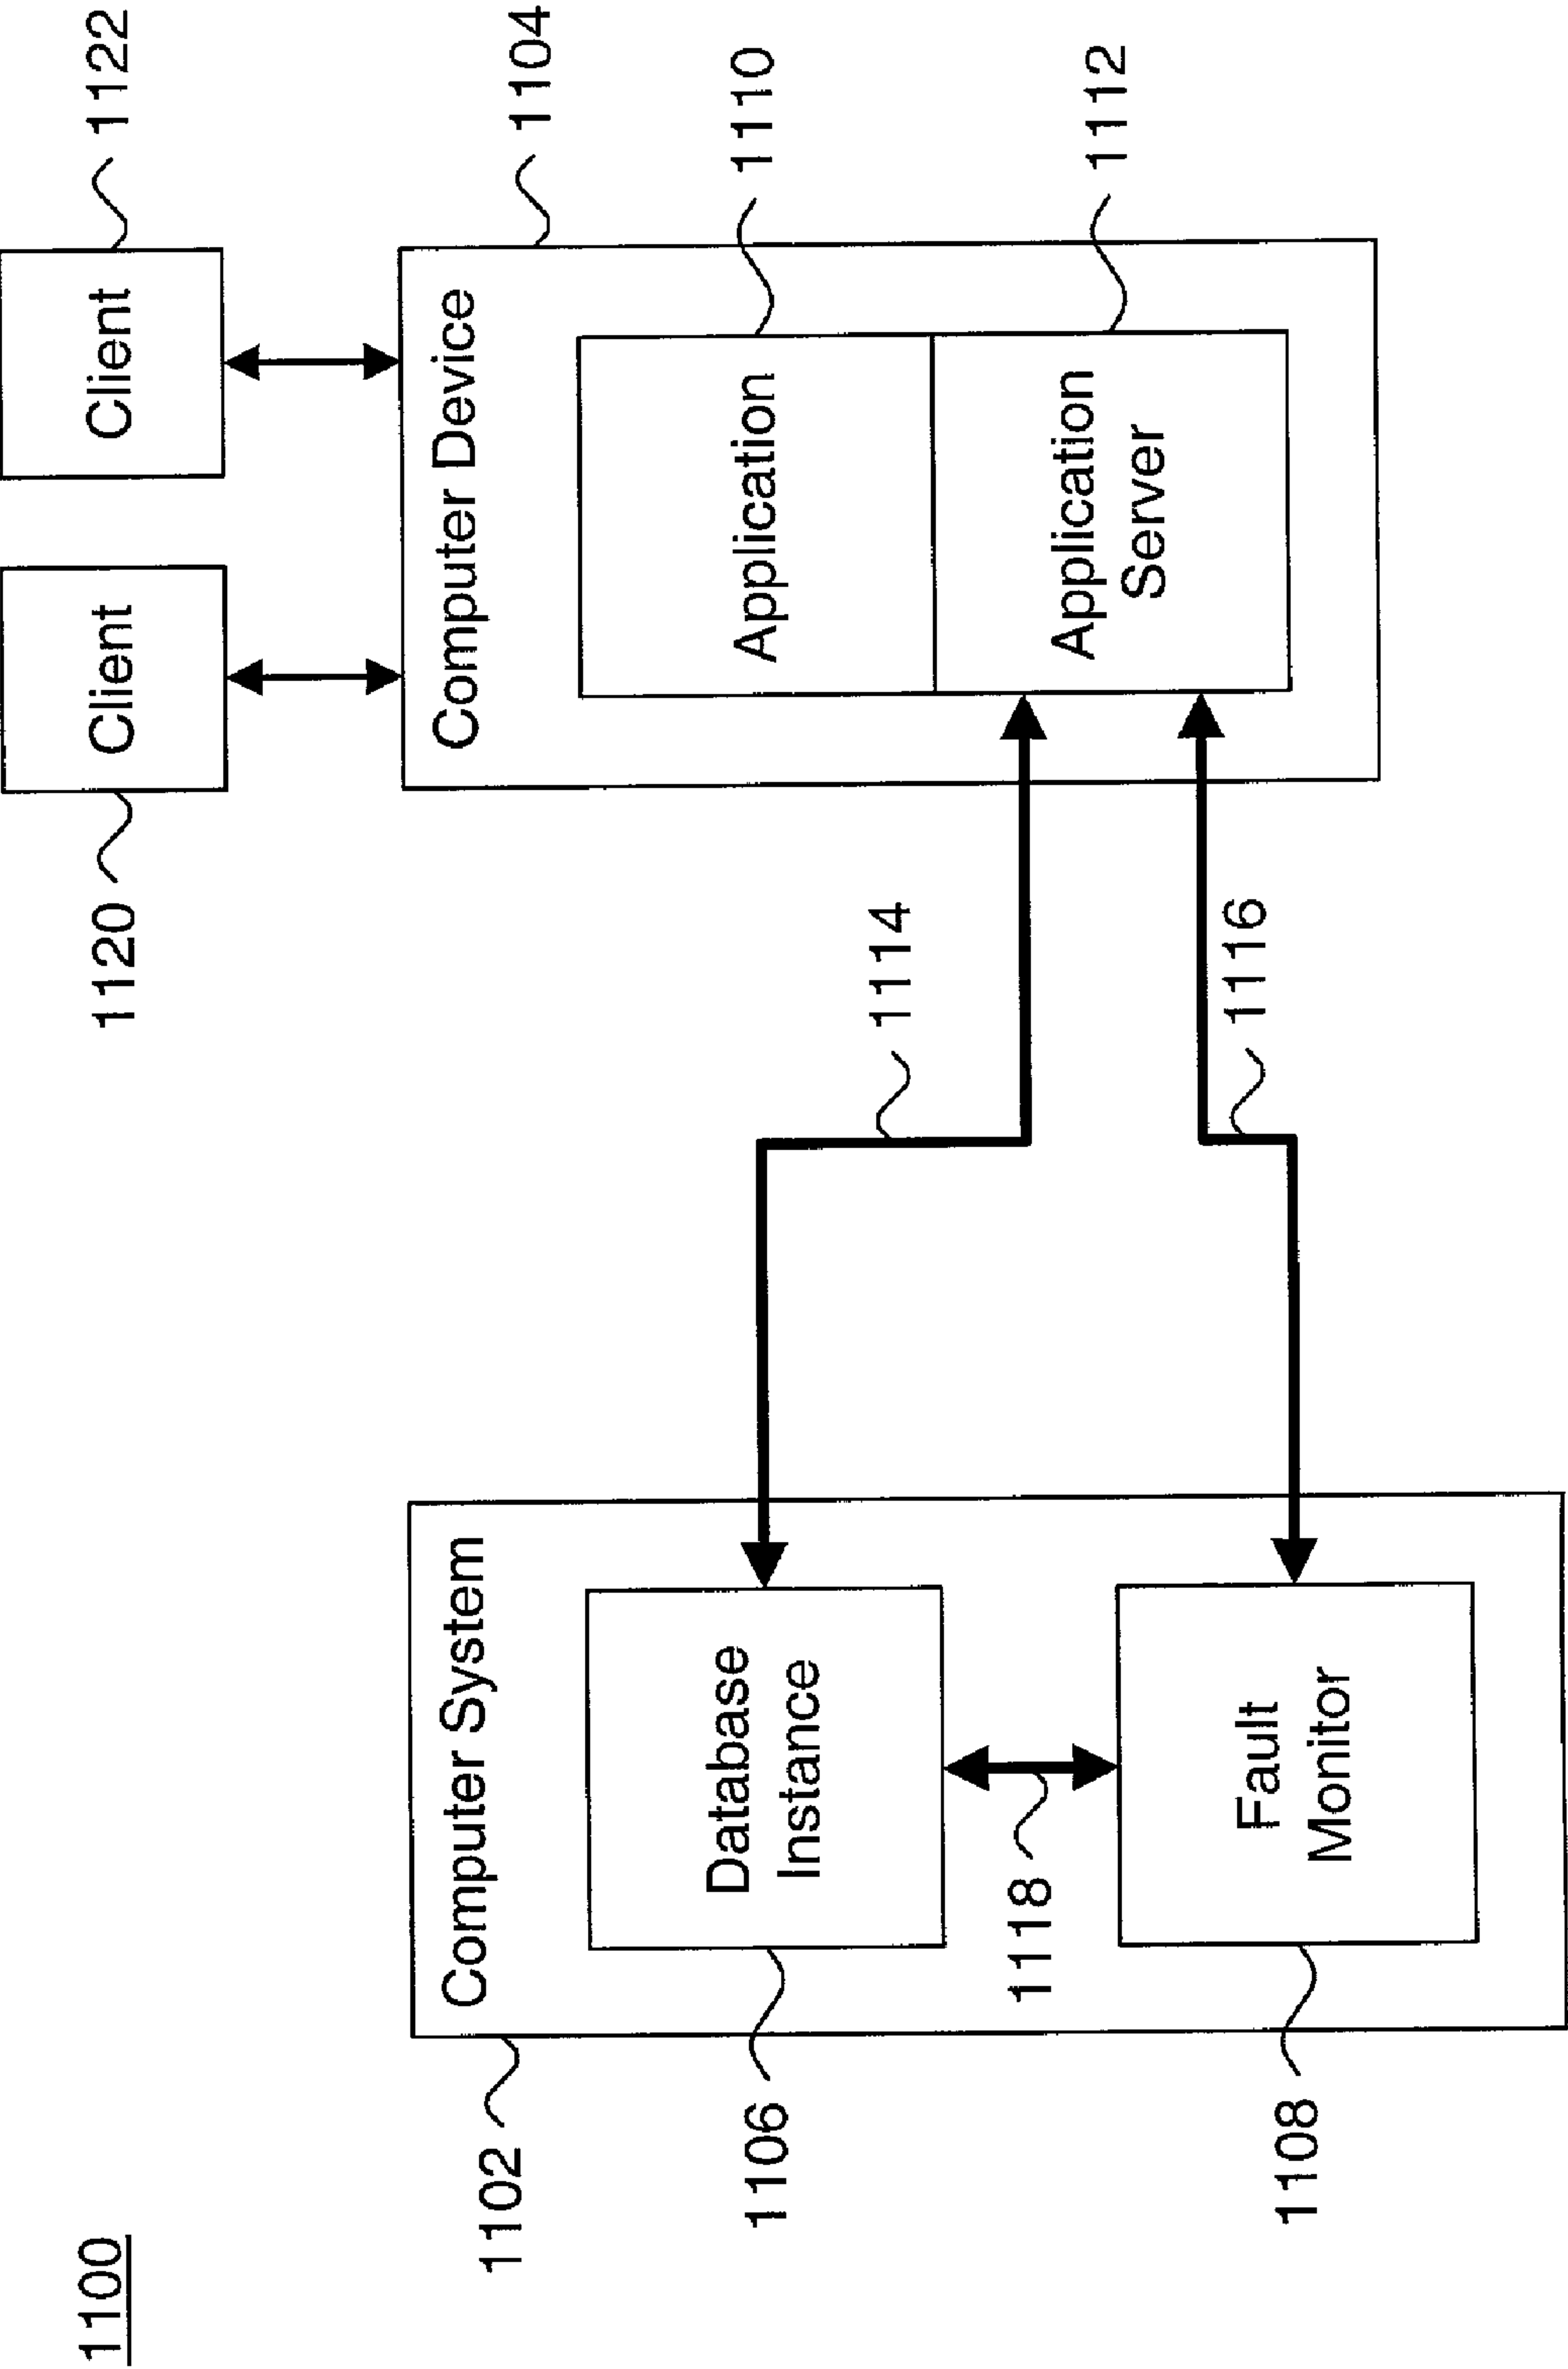 1100
1120
Client
Client
1122
1102
Computer System
Computer Device
1104
1106
Database
Instance
1114
Application
1110
1118
Application
Server
1112
1108
Fault
Monitor
1116